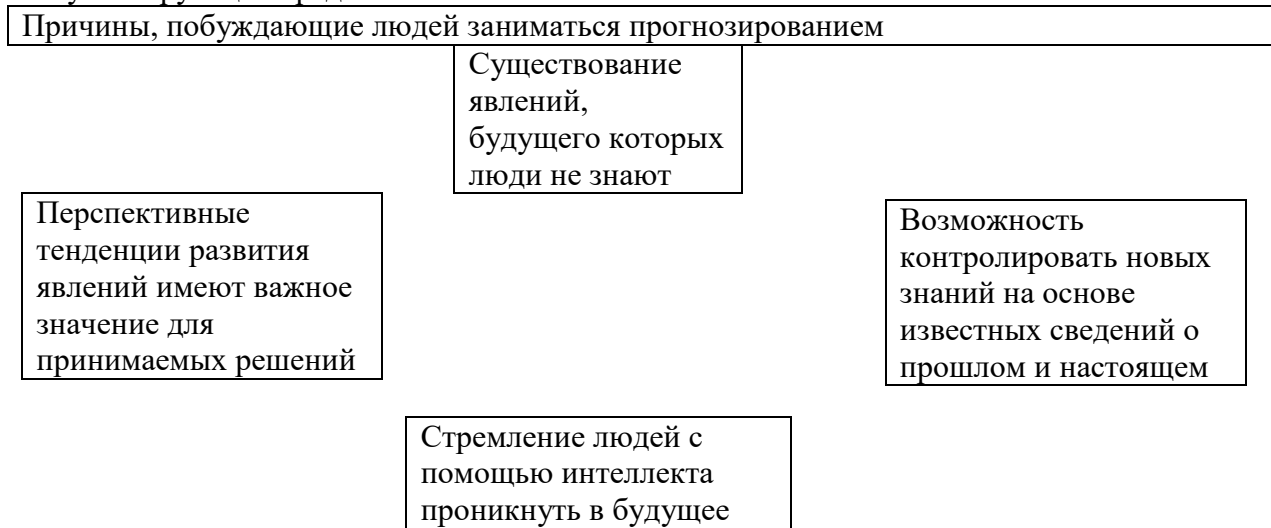 Причины, побуждающие людей заниматься прогнозированием
Существование
явлений,
будущего которых
люди не знают
Перспективные
тенденции развития
явлений имеют важное
значение для
принимаемых решений
Возможность
контролировать новых
знаний на основе
известных сведений о
прошлом и настоящем
Стремление людей с
помощью интеллекта
проникнуть в будущее